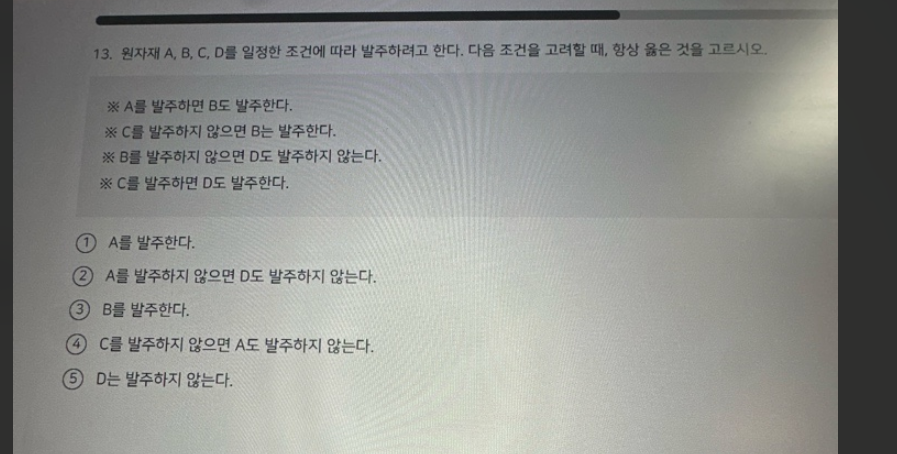 13. 원자재 A, B, C, D를 일정한 조건에 따라 발주하려고 한다. 다음 조건을 고려할 때, 항상 옳은 것을 고르시오.
※ A를 발주하면 B도 발주한다.
※ C를 발주하지 않으면 B는 발주한다.
※ B를 발주하지 않으면 D도 발주하지 않는다.
※ C를 발주하면 D도 발주한다.
① A를 발주한다.
② A를 발주하지 않으면 D도 발주하지 않는다.
③ B를 발주한다.
④ C를 발주하지 않으면 A도 발주하지 않는다.
⑤ D는 발주하지 않는다.